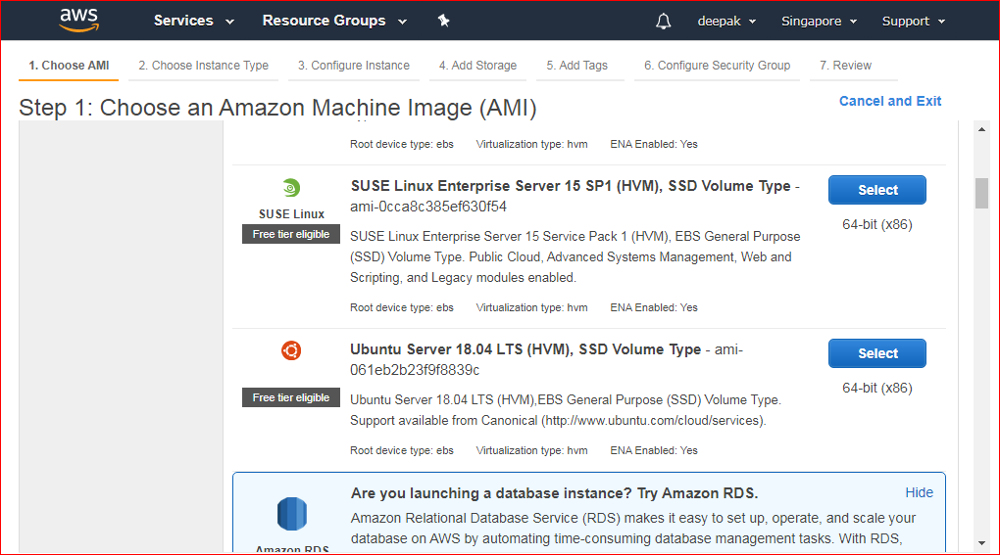 aws Services Resource Groups deepak Singapore Support
1. Choose AMI 2. Choose Instance Type 3. Configure Instance 4. Add Storage 5. Add Tags 6. Configure Security Group 7. Review
Step 1: Choose an Amazon Machine Image (AMI)
Cancel and Exit
Root device type: ebs Virtualization type: hvm ENA Enabled: Yes
SUSE Linux
Free tier eligible
SUSE Linux Enterprise Server 15 SP1 (HVM), SSD Volume Type -
ami-0cca8c385ef630f54
Select
64-bit (x86)
SUSE Linux Enterprise Server 15 Service Pack 1 (HVM), EBS General Purpose
(SSD) Volume Type. Public Cloud, Advanced Systems Management, Web and
Scripting, and Legacy modules enabled.
Root device type: ebs Virtualization type: hvm ENA Enabled: Yes
Free tier eligible
Ubuntu Server 18.04 LTS (HVM), SSD Volume Type - ami-
061eb2b23f9f8839c
Select
64-bit (x86)
Ubuntu Server 18.04 LTS (HVM),EBS General Purpose (SSD) Volume Type.
Support available from Canonical (http://www.ubuntu.com/cloud/services).
Root device type: ebs Virtualization type: hvm ENA Enabled: Yes
Amazon RDS
Are you launching a database instance? Try Amazon RDS.
Hide
Amazon Relational Database Service (RDS) makes it easy to set up, operate, and scale your
database on AWS by automating time-consuming database management tasks. With RDS,